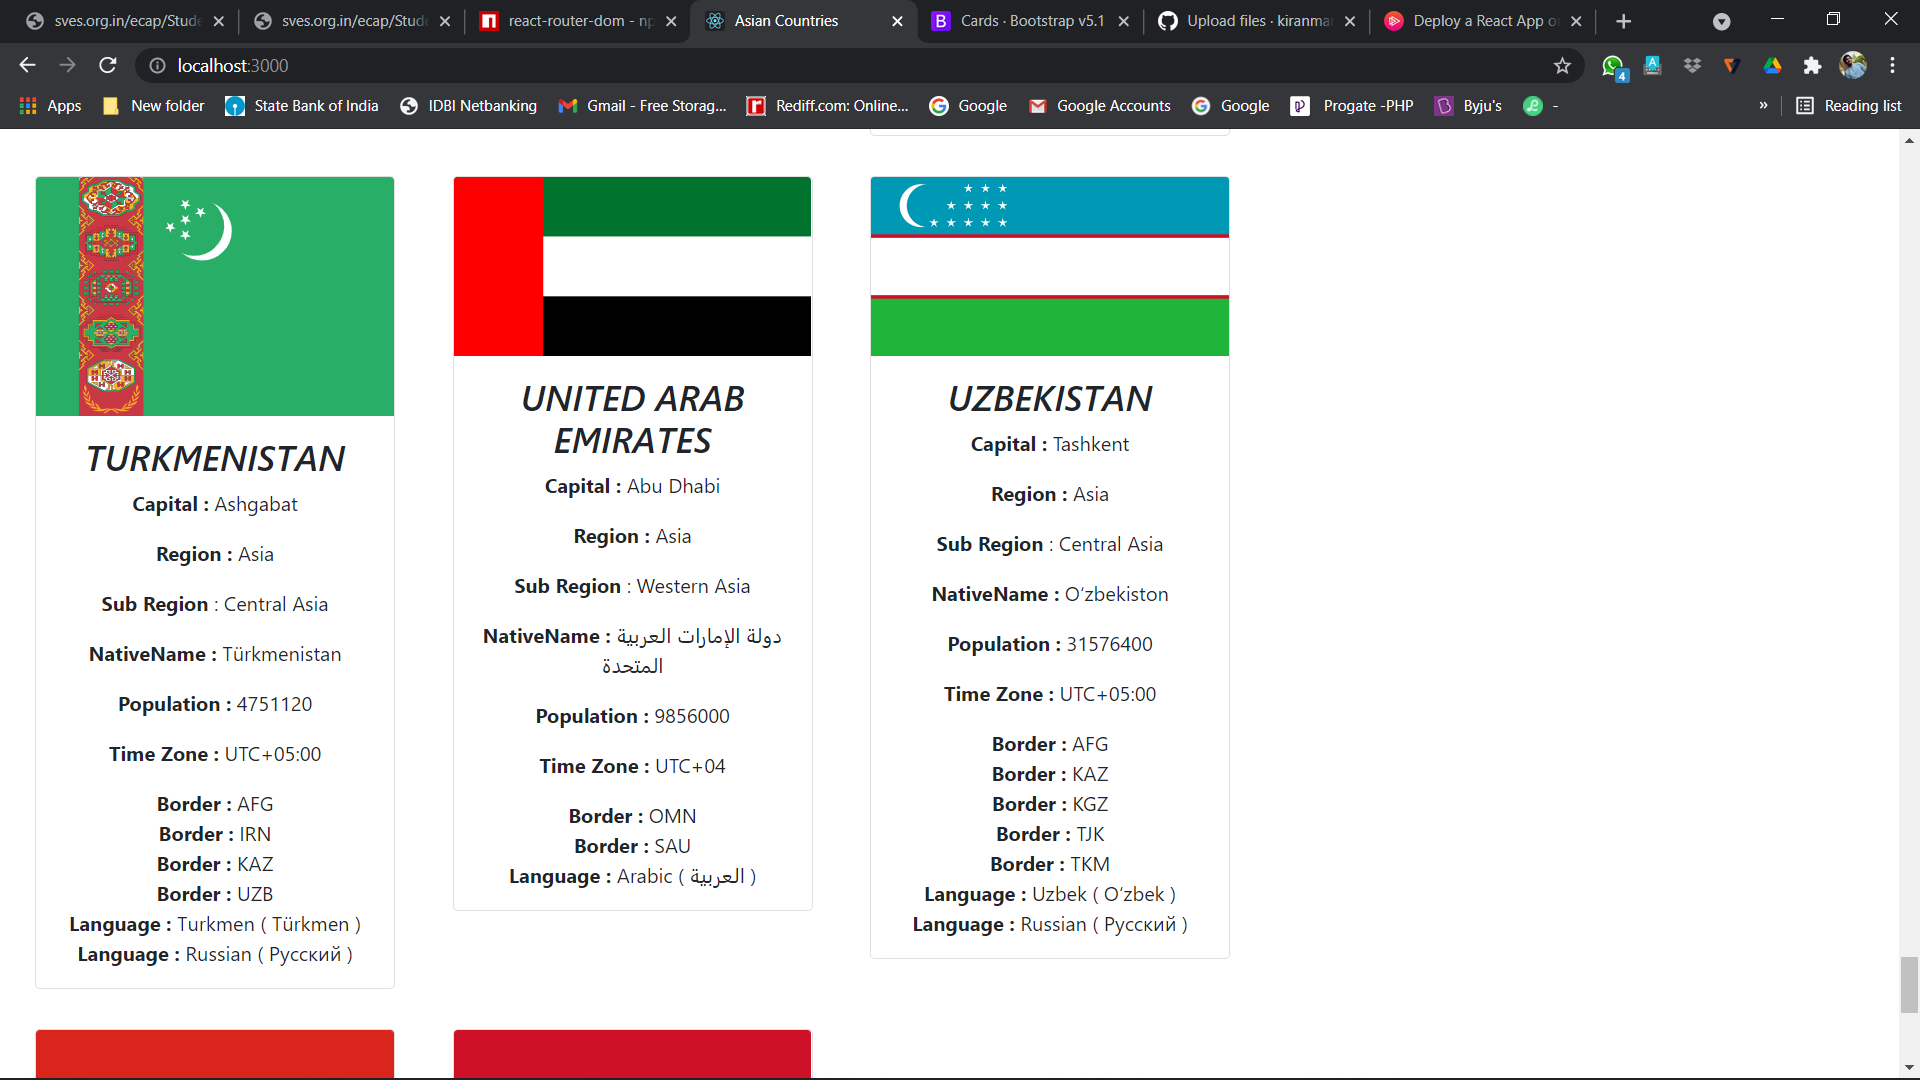 sves.org.in/ecap/Stude
sves.org.in/ecap/Stude
react-router-dom - np
Asian Countries
Cards · Bootstrap v5.1
Upload files · kiranmar
Deploy a React App o
localhost:3000
4
Apps
New folder
State Bank of India
IDBI Netbanking
Gmail - Free Storag...
Rediff.com: Online...
Google
Google Accounts
Google
Progate -PHP
Byju's
-
»
Reading list
TURKMENISTAN
Capital : Ashgabat
Region : Asia
Sub Region : Central Asia
NativeName : Türkmenistan
Population : 4751120
Time Zone : UTC+05:00
Border : AFG
Border : IRN
Border : KAZ
Border : UZB
Language : Turkmen ( Türkmen )
Language : Russian ( Русский )
UNITED ARAB
EMIRATES
Capital : Abu Dhabi
Region : Asia
Sub Region : Western Asia
NativeName : دولة الإمارات العربية
المتحدة
Population : 9856000
Time Zone : UTC+04
Border : OMN
Border : SAU
Language : Arabic ( العربية )
UZBEKISTAN
Capital : Tashkent
Region : Asia
Sub Region : Central Asia
NativeName : O‘zbekiston
Population : 31576400
Time Zone : UTC+05:00
Border : AFG
Border : KAZ
Border : KGZ
Border : TJK
Border : TKM
Language : Uzbek ( O‘zbek )
Language : Russian ( Русский )